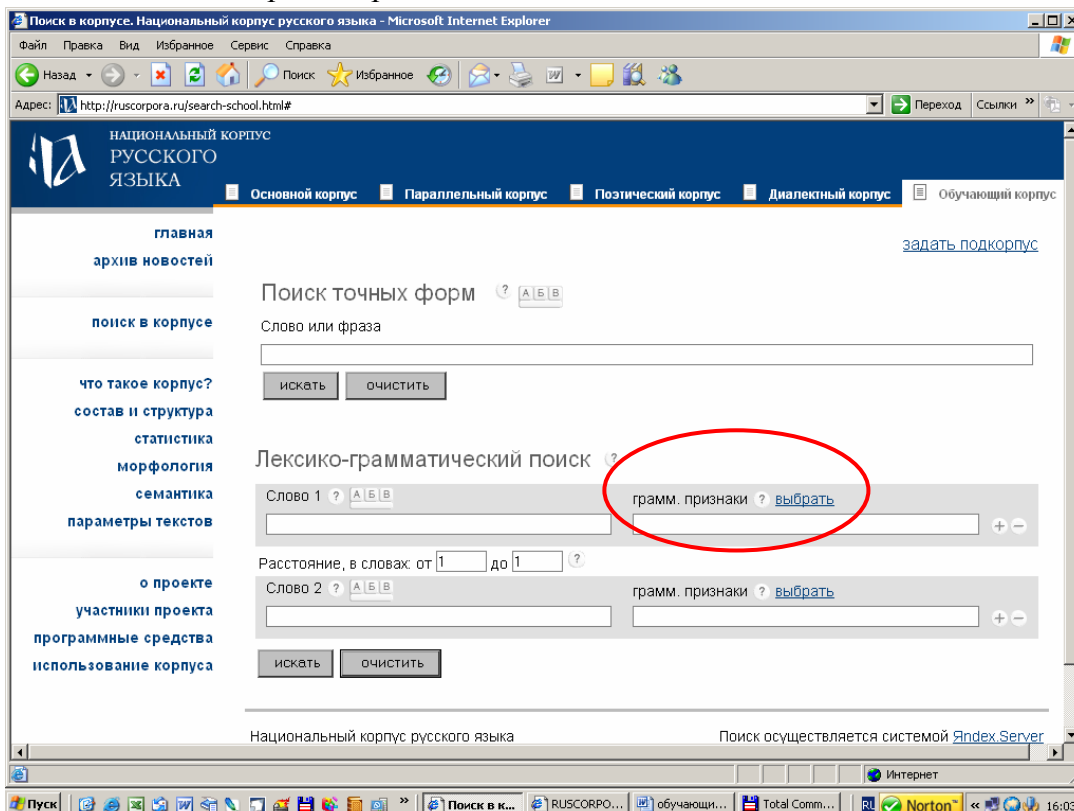 Поиск в корпусе. Национальный корпус русского языка - Microsoft Internet Explorer
Файл Правка Вид Избранное Сервис Справка
Назад Поиск Избранное
Адрес: http://ruscorpora.ru/search-school.html# Переход Ссылки »
НАЦИОНАЛЬНЫЙ КОРПУС
РУССКОГО
ЯЗЫКА
Основной корпус Параллельный корпус Поэтический корпус Диалектный корпус Обучающий корпус
главная
архив новостей
задать подкорпус
Поиск точных форм ? А Б В
поиск в корпусе
Слово или фраза
искать очистить
что такое корпус?
состав и структура
статистика
морфология
семантика
параметры текстов
Лексико-грамматический поиск ?
Слово 1 ? А Б В грамм. признаки ? выбрать
+ −
Расстояние, в словах: от 1 до 1 ?
Слово 2 ? А Б В грамм. признаки ? выбрать
+ −
о проекте
участники проекта
программные средства
использование корпуса
искать очистить
Национальный корпус русского языка Поиск осуществляется системой Яndex.Server
Интернет
Пуск » Поиск в к... RUSCORPO... обучающи... Total Comm... RU Norton™ « 16:03